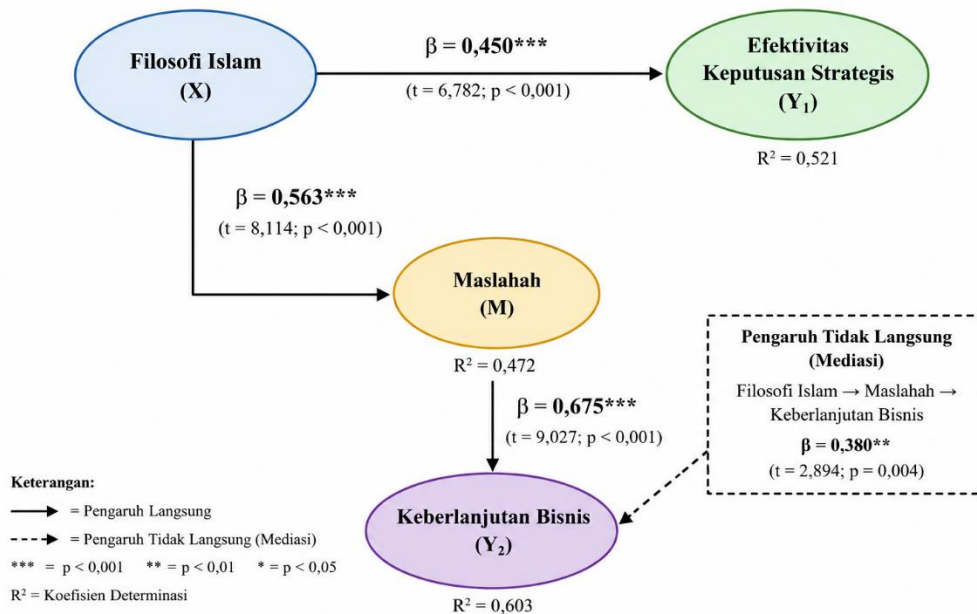 Filosofi Islam
(X)
β = 0,450***
(t = 6,782; p < 0,001)
Efektivitas
Keputusan Strategis
(Y₁)
R² = 0,521
β = 0,563***
(t = 8,114; p < 0,001)
Maslahah
(M)
R² = 0,472
β = 0,675***
(t = 9,027; p < 0,001)
Pengaruh Tidak Langsung
(Mediasi)
Filosofi Islam → Maslahah →
Keberlanjutan Bisnis
β = 0,380**
(t = 2,894; p = 0,004)
Keberlanjutan Bisnis
(Y₂)
R² = 0,603
Keterangan:
= Pengaruh Langsung
= Pengaruh Tidak Langsung (Mediasi)
*** = p < 0,001 ** = p < 0,01 * = p < 0,05
R² = Koefisien Determinasi